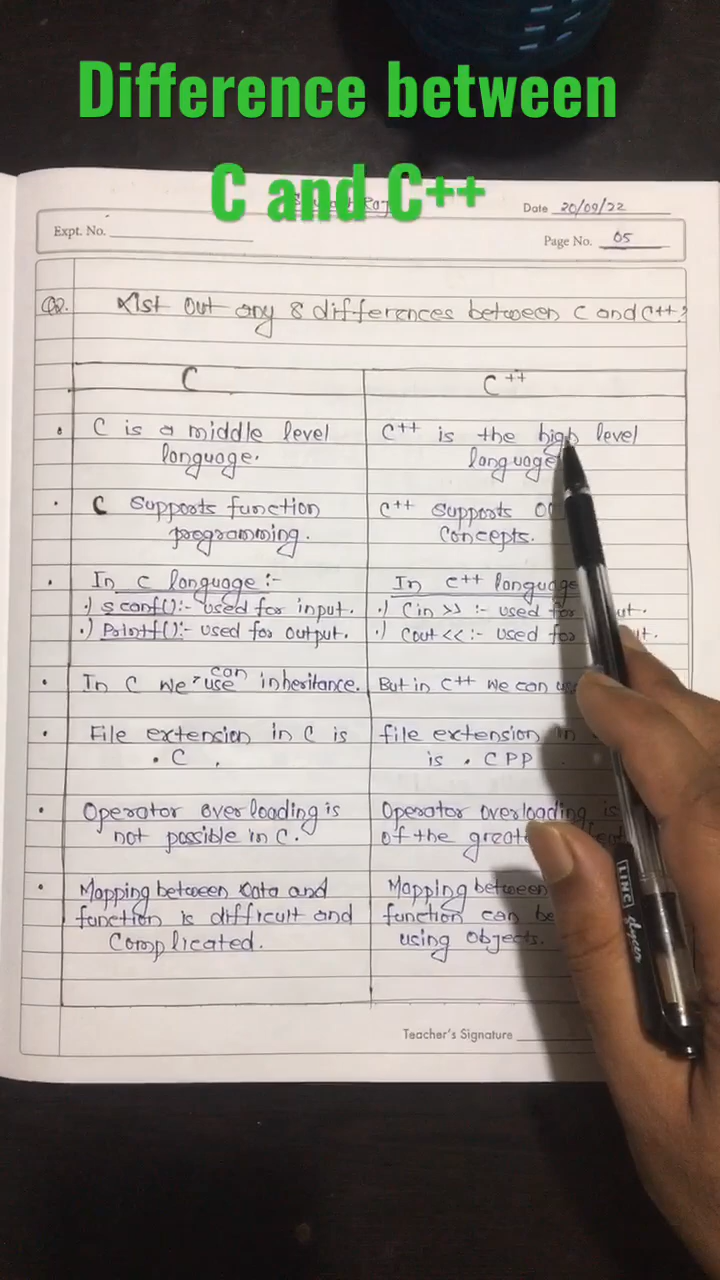 Difference between
C and C++
Date 20/09/22
Expt. No.
Page No. 05
Q2. List out any 8 differences between C and C++?
C
C++
C is a middle level
language.
C++ is the high level
language
C supports function
programming.
C++ supports
concepts.
In C language :-
.) scanf() :- used for input.
.) Printf() :- used for output.
In C++ language
.) Cin >> :- used for
.) Cout << :- used for
In C we can use inheritance.
But in C++ we can
File extension in C is
.C .
file extension in
is .CPP
Operator overloading is
not possible in C.
Operator overloading is
of the
Mapping between Data and
function is difficult and
Complicated.
Mapping between
function can be
using objects.
Teacher's Signature
LINC glycer